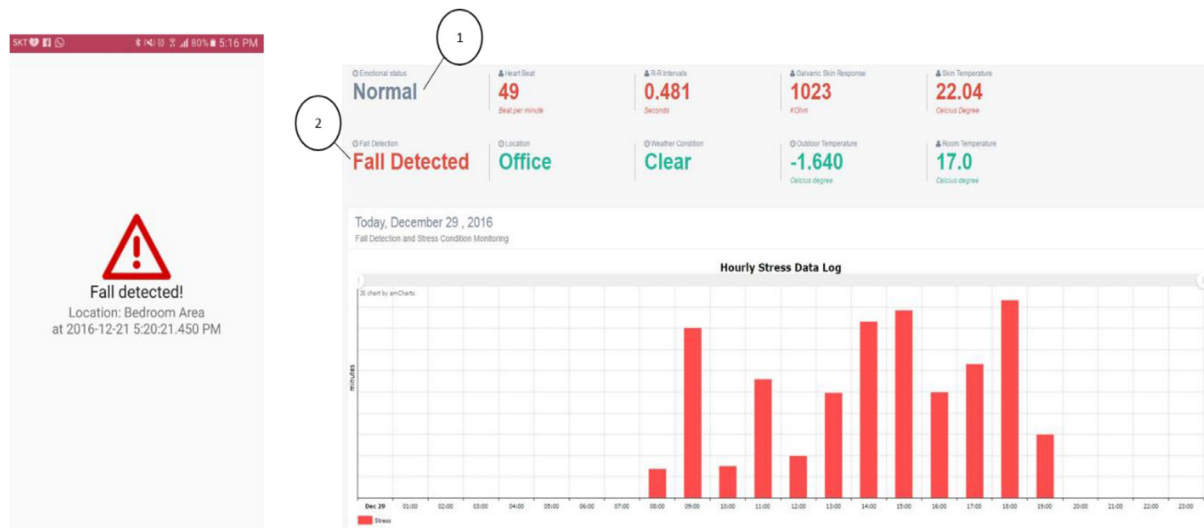 SKT 80% 5:16 PM
Fall detected!
Location: Bedroom Area
at 2016-12-21 5:20:21.450 PM
1
2
Emotional status
Normal
Heart Beat
49
Beat per minute
R-R Intervals
0.481
Seconds
Galvanic Skin Response
1023
KOhm
Skin Temperature
22.04
Celcius Degree
Fall Detection
Fall Detected
Location
Office
Weather Condition
Clear
Outdoor Temperature
-1.640
Celcius degree
Room Temperature
17.0
Celcius degree
Today, December 29 , 2016
Fall Detection and Stress Condition Monitoring
Hourly Stress Data Log
JS chart by amCharts
minutes
Dec 29 01:00 02:00 03:00 04:00 05:00 06:00 07:00 08:00 09:00 10:00 11:00 12:00 13:00 14:00 15:00 16:00 17:00 18:00 19:00 20:00 21:00 22:00 23:00
Stress